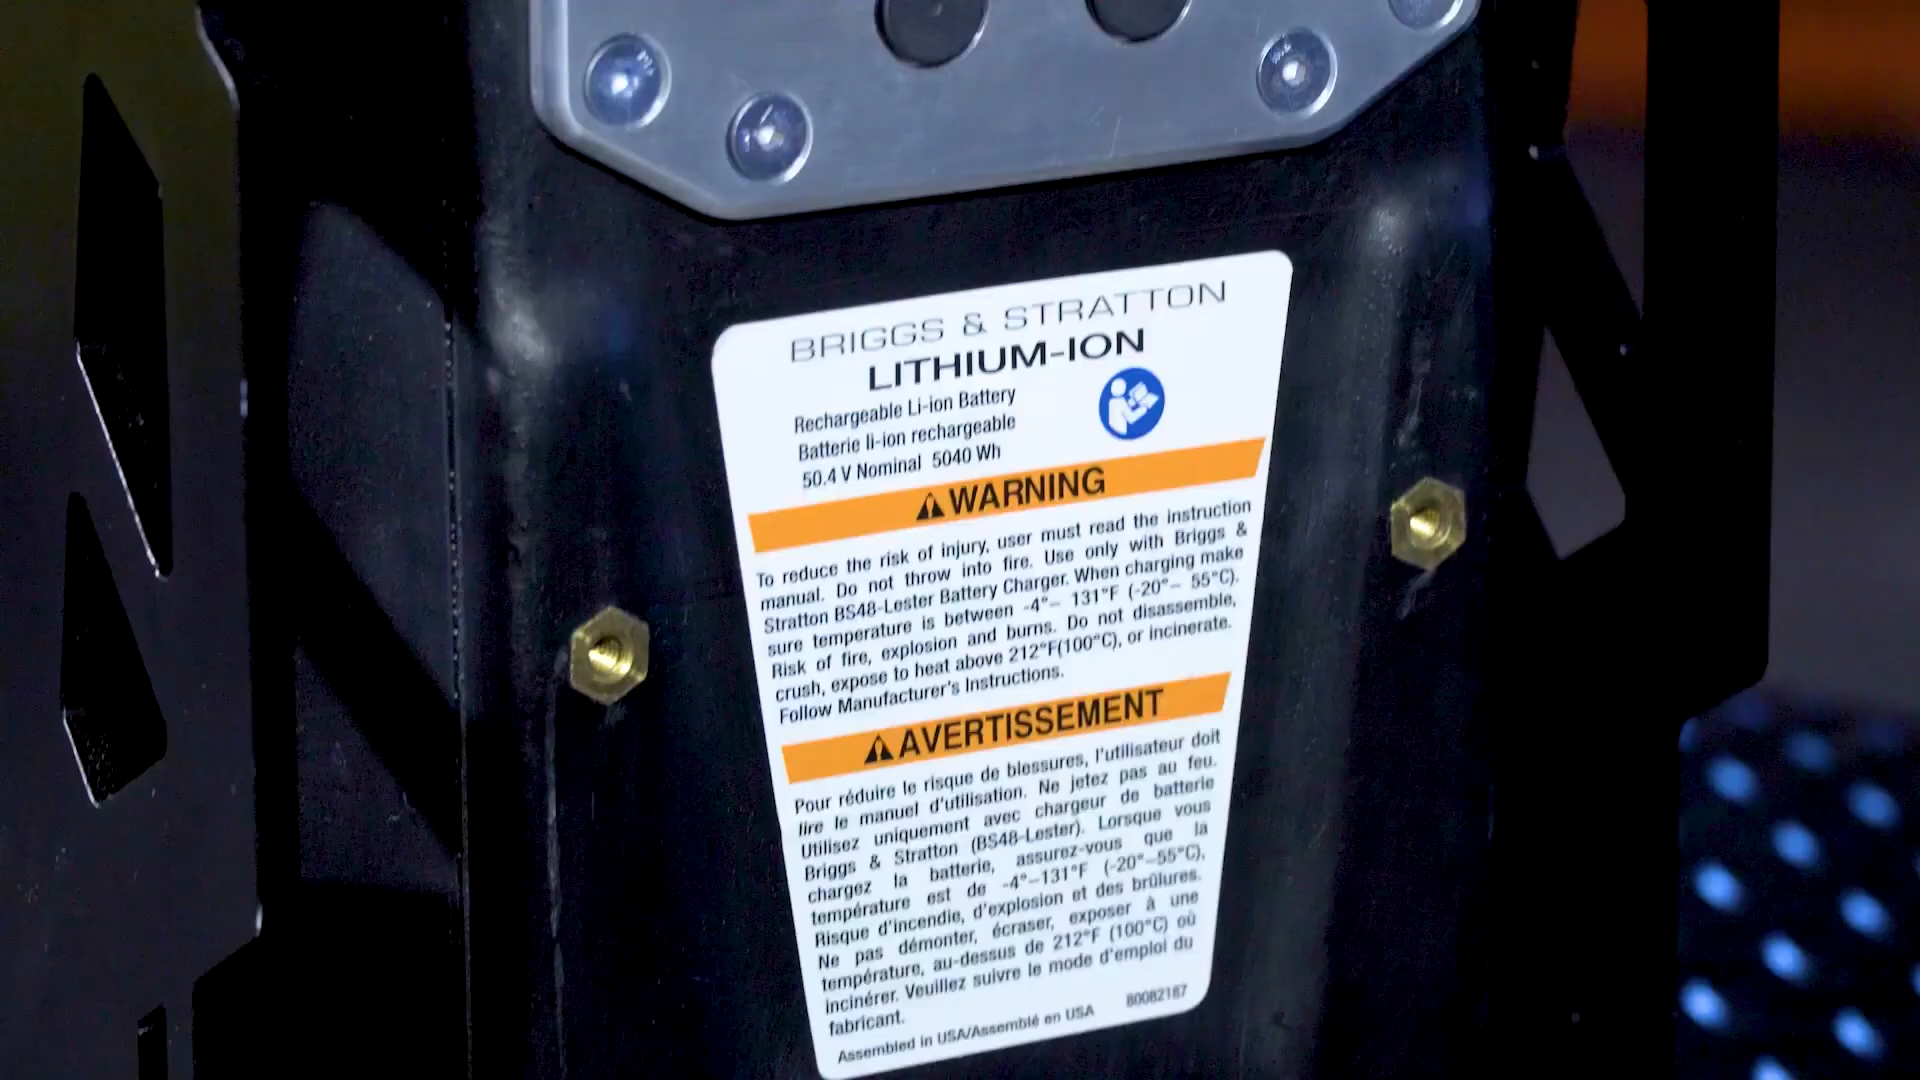 BRIGGS & STRATTON
LITHIUM-ION
Rechargeable Li-ion Battery
Batterie li-ion rechargeable
50.4 V Nominal 5040 Wh
WARNING
To reduce the risk of injury, user must read the instruction
manual. Do not throw into fire. Use only with Briggs &
Stratton BS48-Lester Battery Charger. When charging make
sure temperature is between -4°– 131°F (-20°– 55°C).
Risk of fire, explosion and burns. Do not disassemble,
crush, expose to heat above 212°F(100°C), or incinerate.
Follow Manufacturer's Instructions.
AVERTISSEMENT
Pour réduire le risque de blessures, l'utilisateur doit
lire le manuel d'utilisation. Ne jetez pas au feu.
Utilisez uniquement avec chargeur de batterie
Briggs & Stratton (BS48-Lester). Lorsque vous
chargez la batterie, assurez-vous que la
température est de -4°–131°F (-20°–55°C).
Risque d'incendie, d'explosion et des brûlures.
Ne pas démonter, écraser, exposer à une
température, au-dessus de 212°F (100°C) où
incinérer. Veuillez suivre le mode d'emploi du
fabricant.
Assembled in USA/Assemblé en USA 80082187